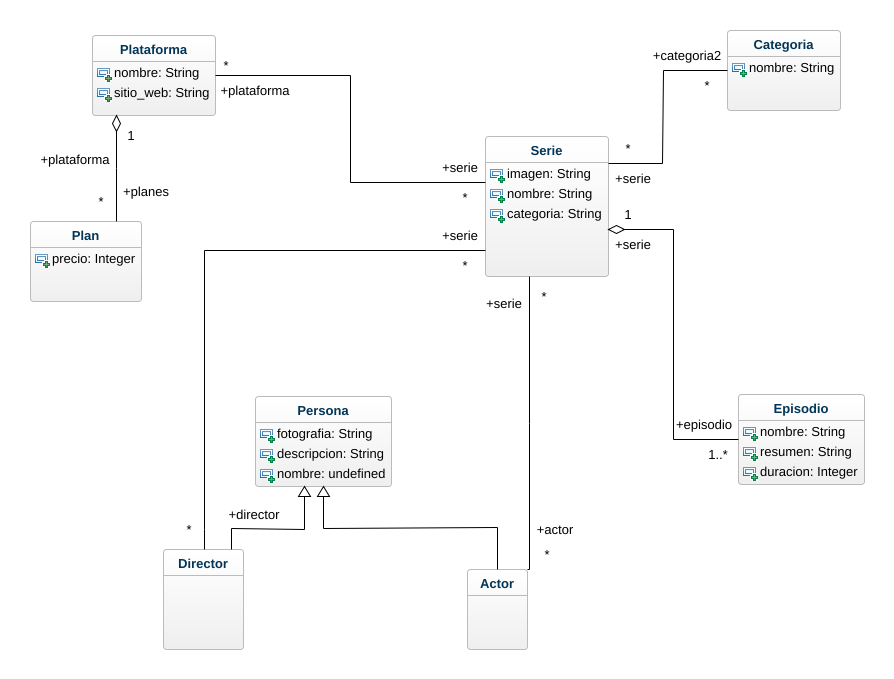 Plataforma
nombre: String
sitio_web: String
*
+plataforma
1
+plataforma
*
+planes
Plan
precio: Integer
Categoria
nombre: String
+categoria2
*
*
+serie
Serie
imagen: String
nombre: String
categoria: String
+serie
*
+serie
*
1
+serie
+serie
*
Persona
fotografia: String
descripcion: String
nombre: undefined
Episodio
nombre: String
resumen: String
duracion: Integer
+episodio
1..*
+director
*
+actor
*
Director
Actor